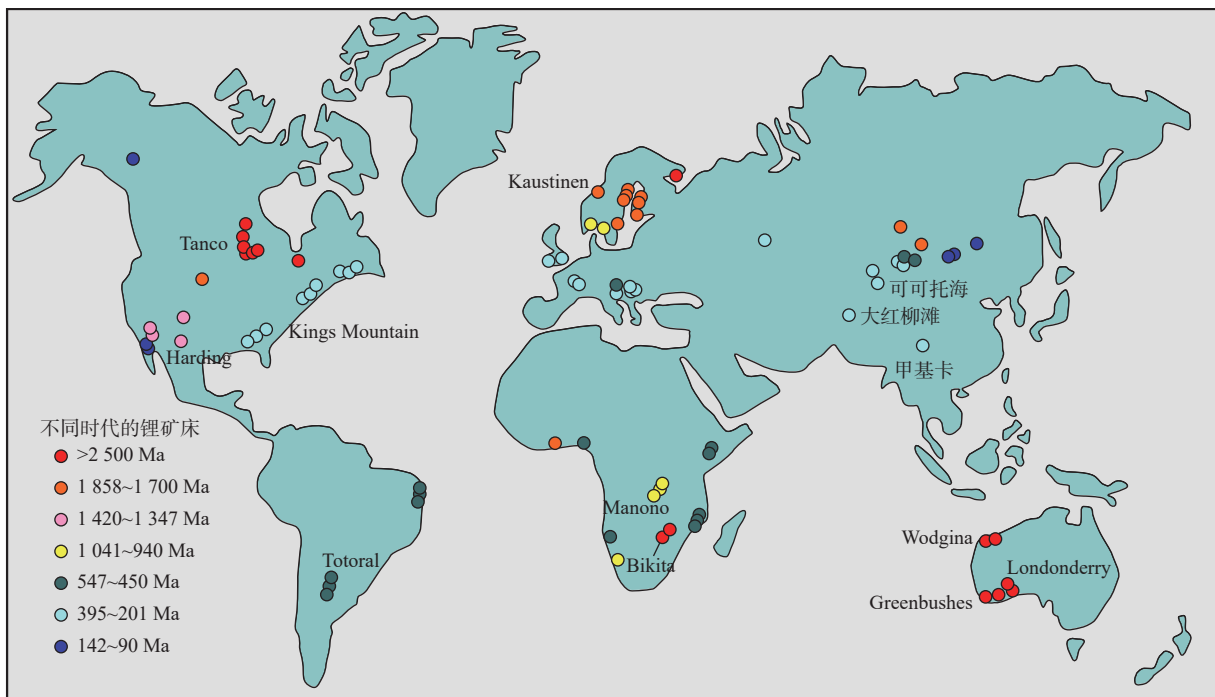 Kaustinen
Tanco
可可托海
Kings Mountain
大红柳滩
Harding
甲基卡
不同时代的锂矿床
>2 500 Ma
1 858~1 700 Ma
1 420~1 347 Ma
1 041~940 Ma
547~450 Ma
395~201 Ma
142~90 Ma
Manono
Wodgina
Totoral
Bikita
Londonderry
Greenbushes